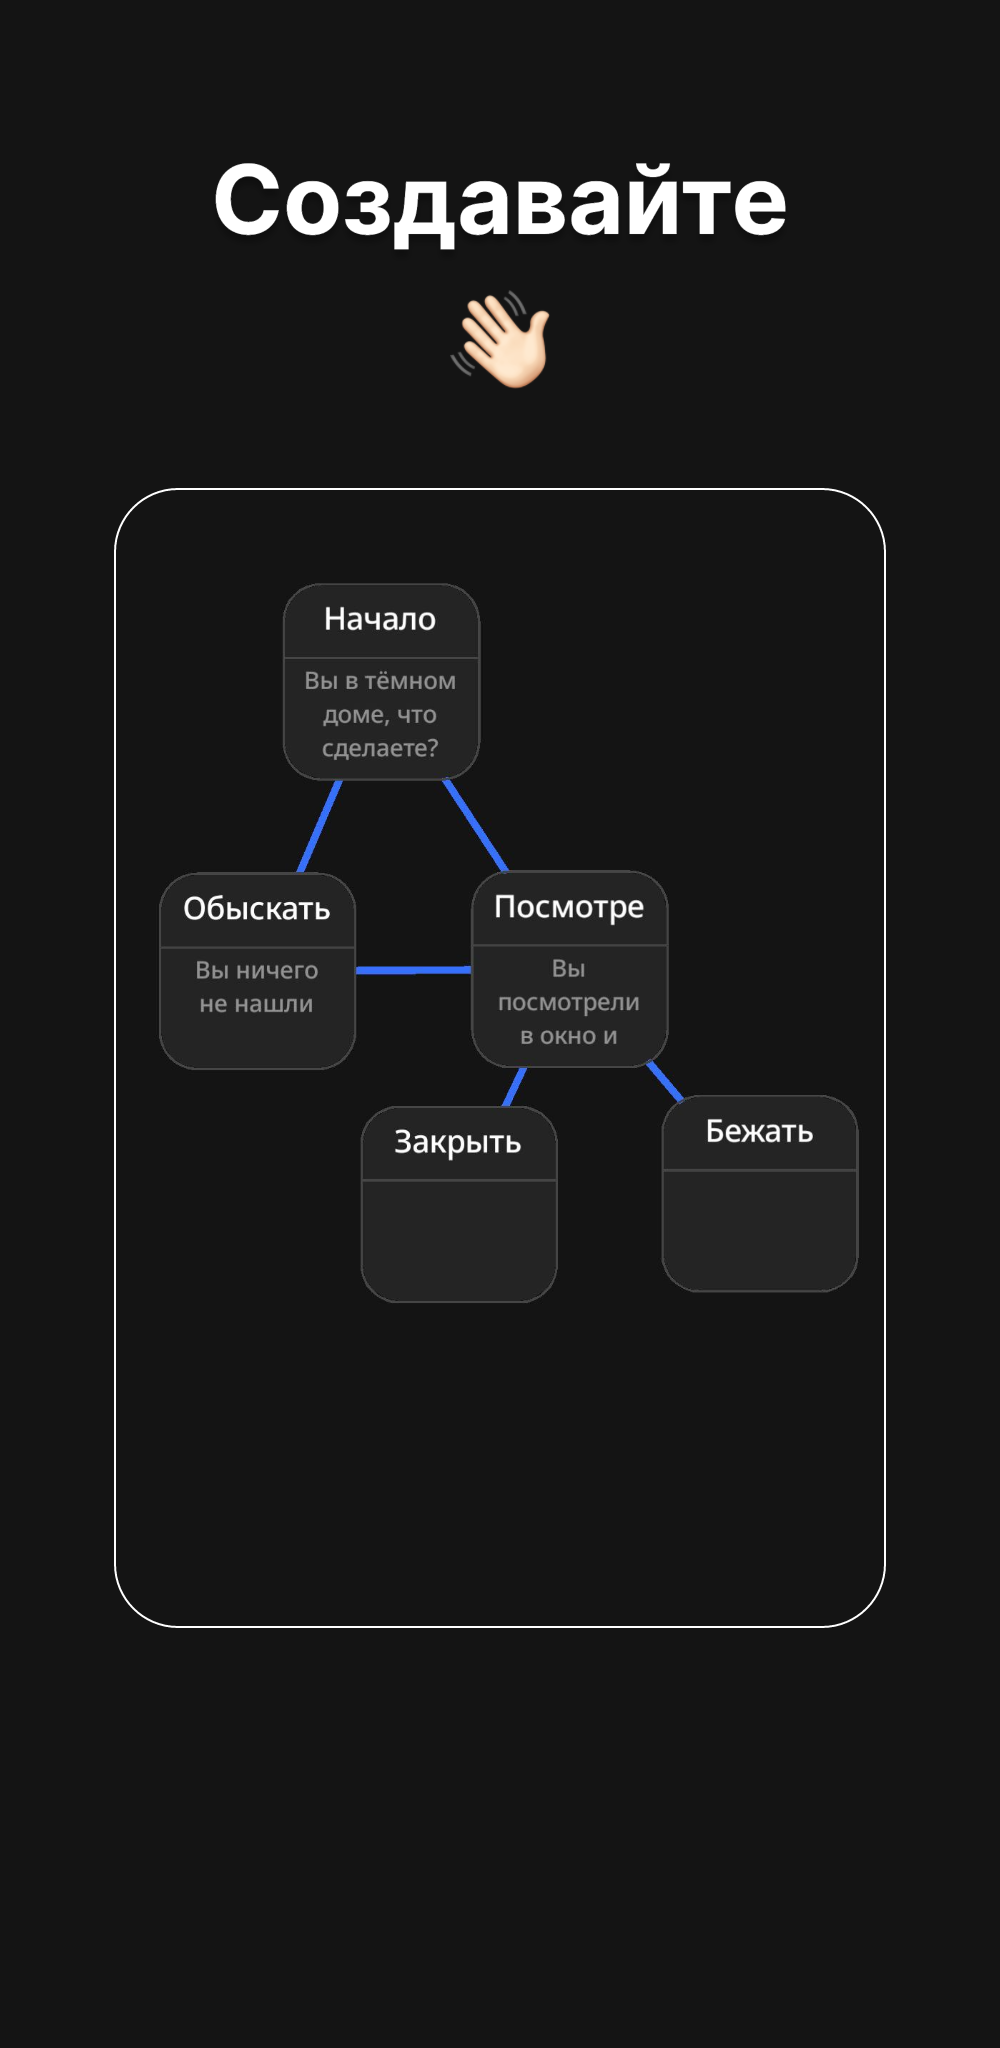 Создавайте
Начало
Вы в тёмном
доме, что
сделаете?
Обыскать
Вы ничего
не нашли
Посмотре
Вы
посмотрели
в окно и
Закрыть
Бежать